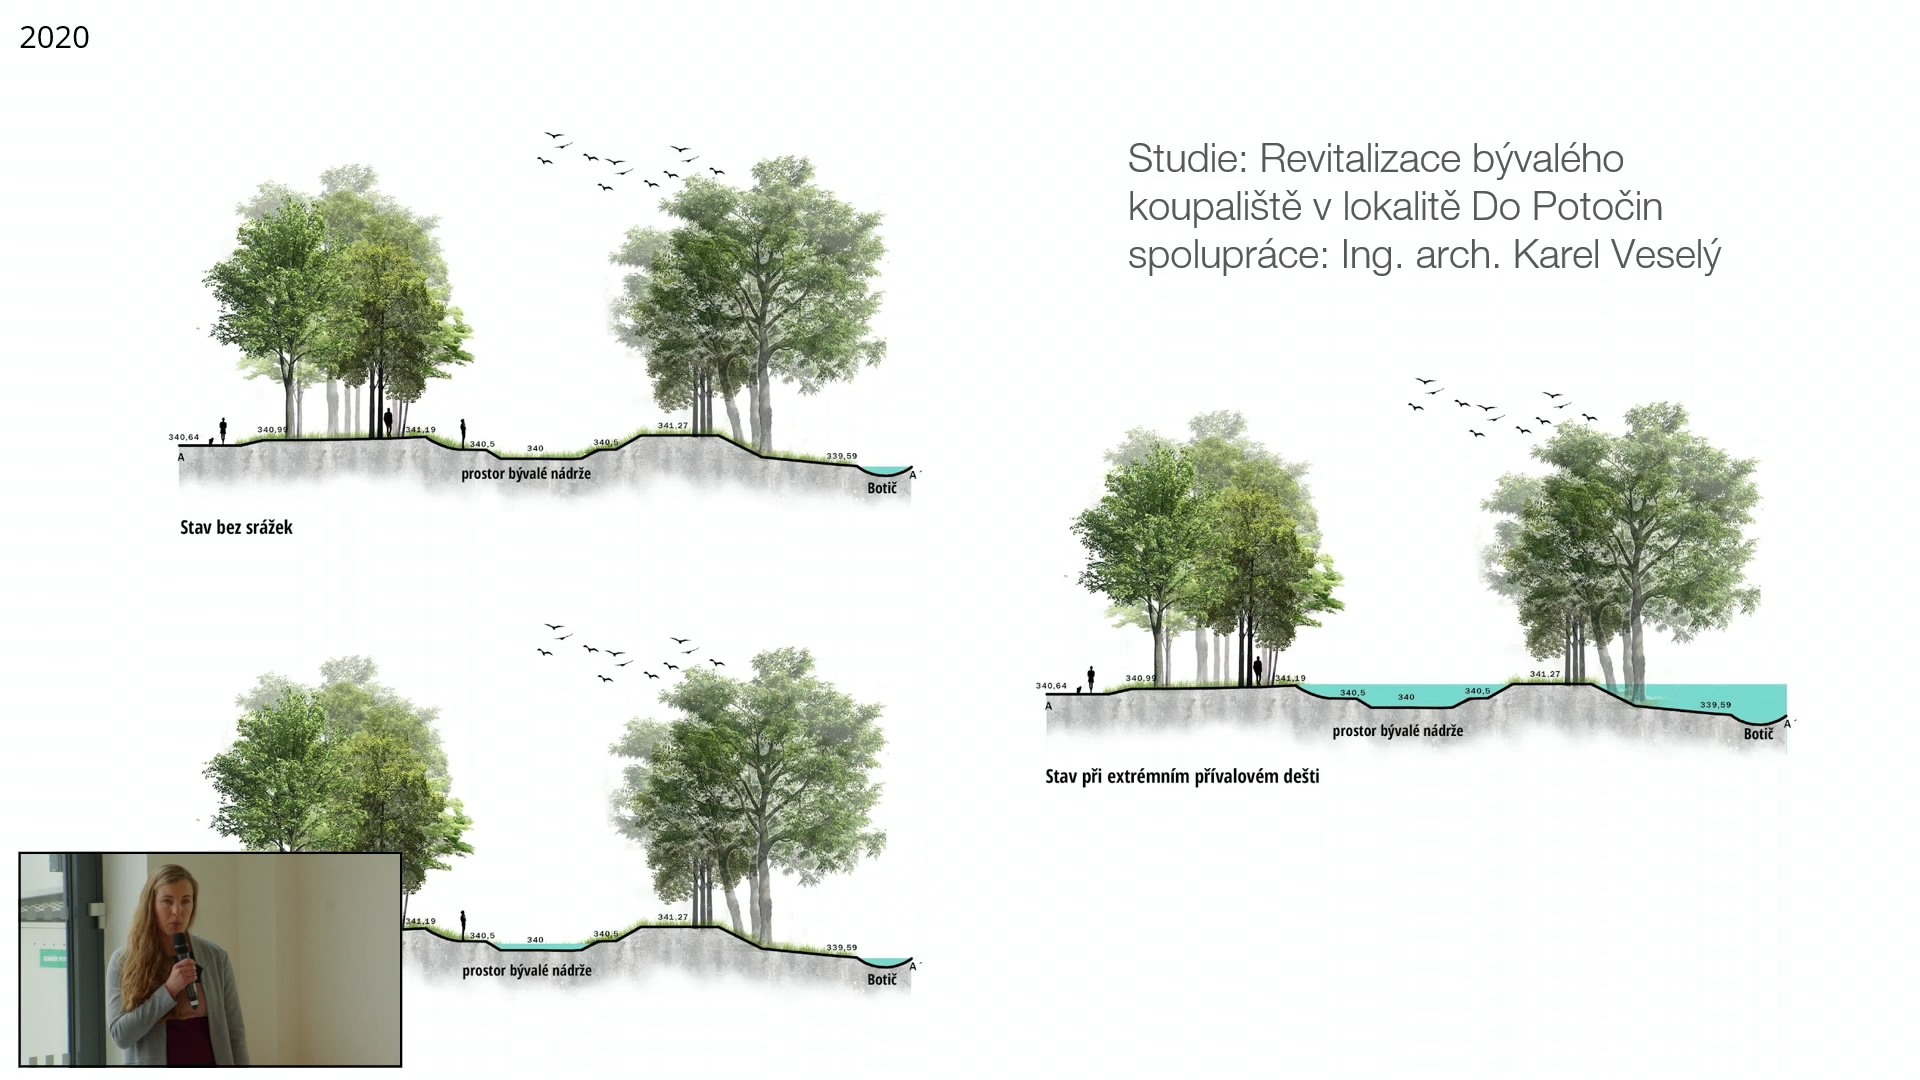 2020
Studie: Revitalizace bývalého
koupaliště v lokalitě Do Potočin
spolupráce: Ing. arch. Karel Veselý
340,64
340,99
341,19
340,5
340
340,5
341,27
339,59
A
prostor bývalé nádrže
Botič
A´
Stav bez srážek
340,64
340,99
341,19
340,5
340
340,5
341,27
339,59
A
prostor bývalé nádrže
Botič
A´
Stav při extrémním přívalovém dešti
341,19
340,5
340
340,5
341,27
339,59
prostor bývalé nádrže
Botič
A´